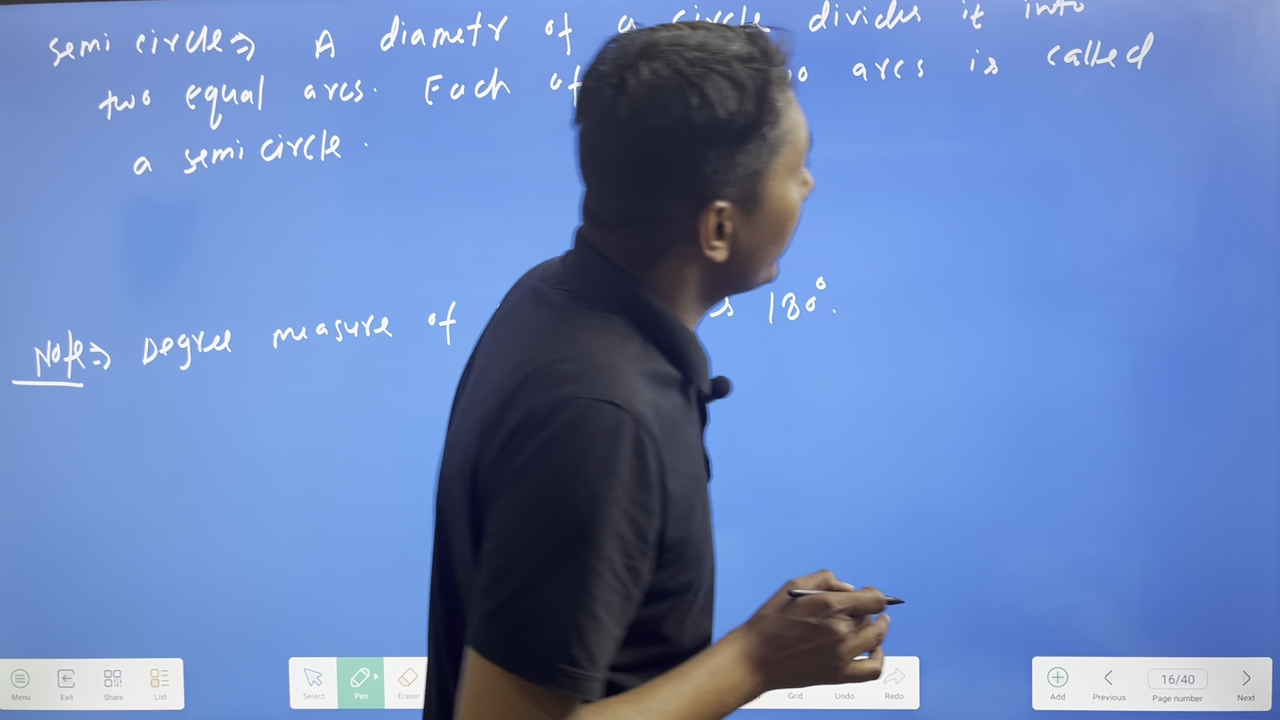 semi circle⇒ A diametr of a circle divides it into
two equal arcs. Each of arcs is called
a semi circle.
Note⇒ Degree measure of is 180°.
Menu Exit Share List Select Pen Eraser Grid Undo Redo Add Previous 16/40 Page number Next